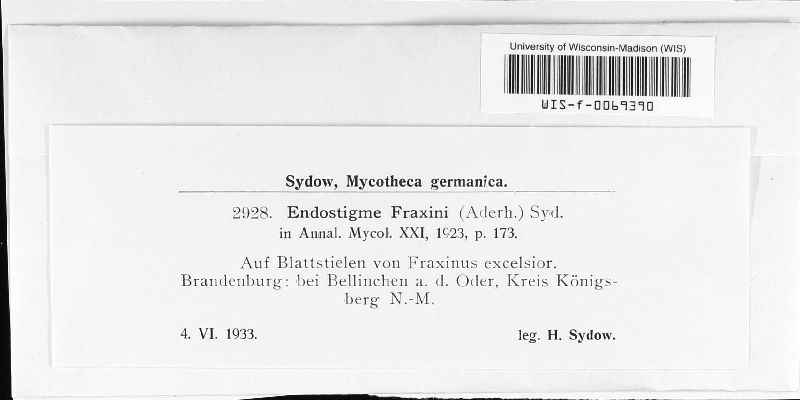 University of Wisconsin-Madison (WIS)
WIS-f-0069390
Sydow, Mycotheca germanica.
2928. Endostigme Fraxini (Aderh.) Syd.
in Annal. Mycol. XXI, 1923, p. 173.
Auf Blattstielen von Fraxinus excelsior.
Brandenburg: bei Bellinchen a. d. Oder, Kreis Königs-
berg N.-M.
4. VI. 1933. leg. H. Sydow.